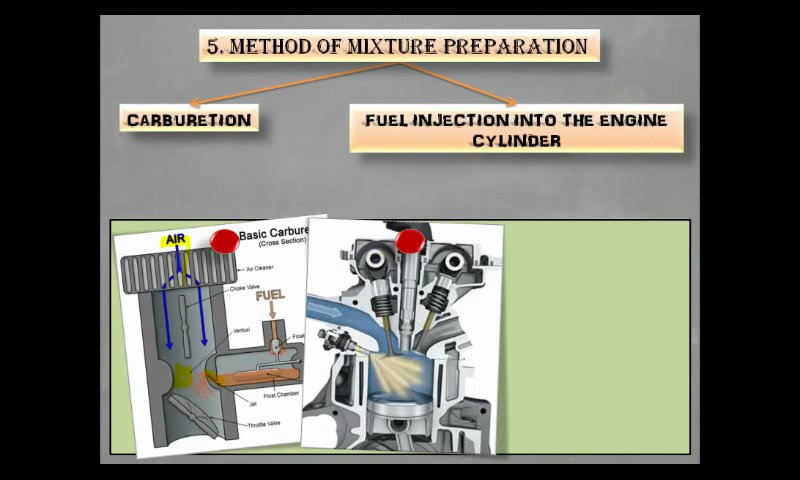 5. METHOD OF MIXTURE PREPARATION
CARBURETION
FUEL INJECTION INTO THE ENGINE
CYLINDER
Basic Carbure
(Cross Section)
AIR
Air Cleaner
Choke Valve
FUEL
Venturi
Float
Float Chamber
Jet
Throttle Valve